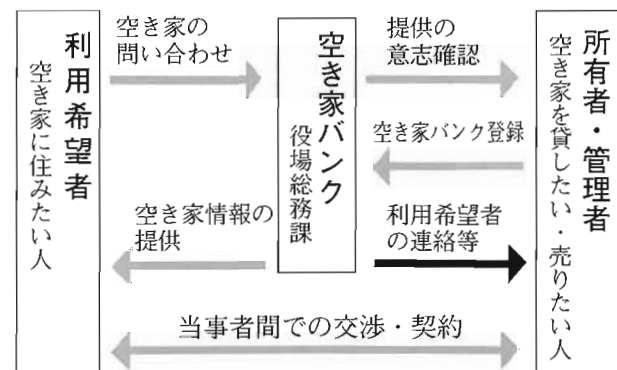 利用希望者
空き家に住みたい人
空き家の
問い合わせ
空き家情報の
提供
空き家バンク
役場総務課
提供の
意志確認
空き家バンク登録
利用希望者
の連絡等
所有者・管理者
空き家を貸したい・売りたい人
当事者間での交渉・契約